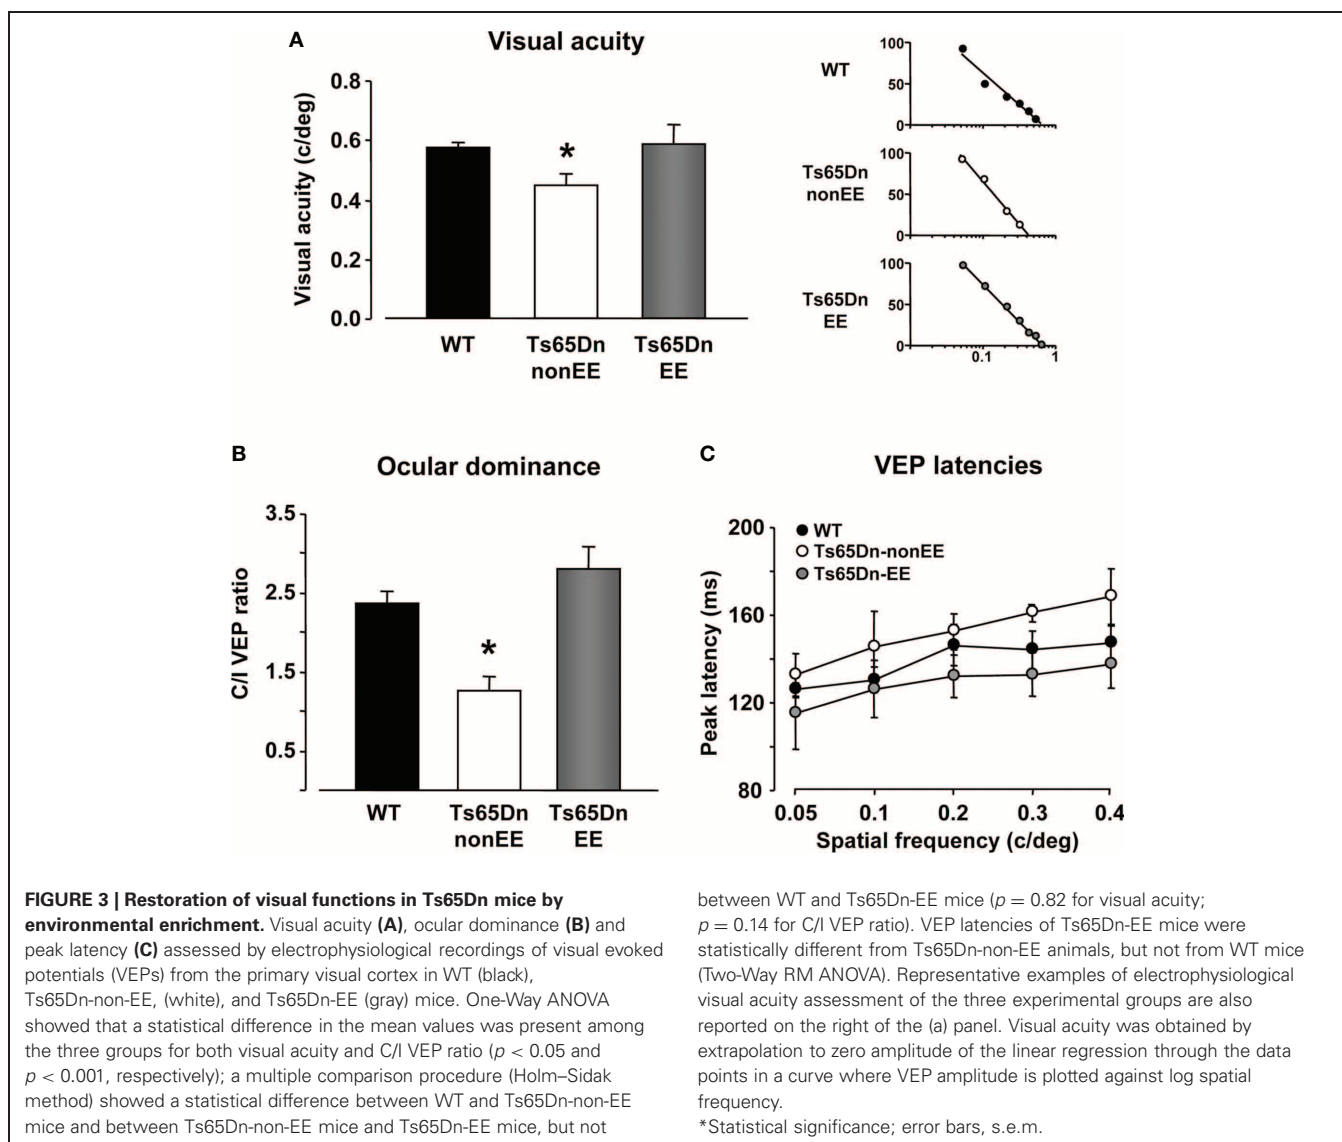 A
Visual acuity
Visual acuity (c/deg)
0.8
0.6
0.4
0.2
0.0
*
WT
Ts65Dn
nonEE
Ts65Dn
EE
WT
100
50
0
Ts65Dn
nonEE
100
50
0
Ts65Dn
EE
100
50
0
0.1
1
B
Ocular dominance
C/I VEP ratio
3.5
2.5
1.5
0.5
*
WT
Ts65Dn
nonEE
Ts65Dn
EE
C
VEP latencies
Peak latency (ms)
200
160
120
80
WT
Ts65Dn-nonEE
Ts65Dn-EE
0.05
0.1
0.2
0.3
0.4
Spatial frequency (c/deg)
FIGURE 3 | Restoration of visual functions in Ts65Dn mice by
environmental enrichment. Visual acuity (A), ocular dominance (B) and
peak latency (C) assessed by electrophysiological recordings of visual evoked
potentials (VEPs) from the primary visual cortex in WT (black),
Ts65Dn-non-EE, (white), and Ts65Dn-EE (gray) mice. One-Way ANOVA
showed that a statistical difference in the mean values was present among
the three groups for both visual acuity and C/I VEP ratio (p < 0.05 and
p < 0.001, respectively); a multiple comparison procedure (Holm–Sidak
method) showed a statistical difference between WT and Ts65Dn-non-EE
mice and between Ts65Dn-non-EE mice and Ts65Dn-EE mice, but not
between WT and Ts65Dn-EE mice (p = 0.82 for visual acuity;
p = 0.14 for C/I VEP ratio). VEP latencies of Ts65Dn-EE mice were
statistically different from Ts65Dn-non-EE animals, but not from WT mice
(Two-Way RM ANOVA). Representative examples of electrophysiological
visual acuity assessment of the three experimental groups are also
reported on the right of the (a) panel. Visual acuity was obtained by
extrapolation to zero amplitude of the linear regression through the data
points in a curve where VEP amplitude is plotted against log spatial
frequency.
*Statistical significance; error bars, s.e.m.